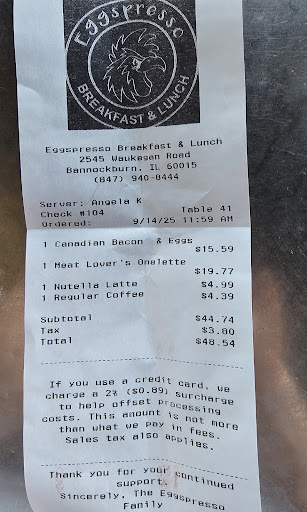 Eggspresso
BREAKFAST & LUNCH
Eggspresso Breakfast & Lunch
2545 Waukegan Road
Bannockburn, IL 60015
(847) 940-8444
Server: Angela K
Check #104 Table 41
Ordered: 9/14/25 11:59 AM
1 Canadian Bacon & Eggs
$15.59
1 Meat Lover's Omelette
$19.77
1 Nutella Latte $4.99
1 Regular Coffee $4.39
Subtotal $44.74
Tax $3.80
Total $48.54
If you use a credit card, we
charge a 2% ($0.89) surcharge
to help offset processing
costs. This amount is not more
than what we pay in fees.
Sales tax also applies.
Thank you for your continued
support.
Sincerely, The Eggspresso
Family